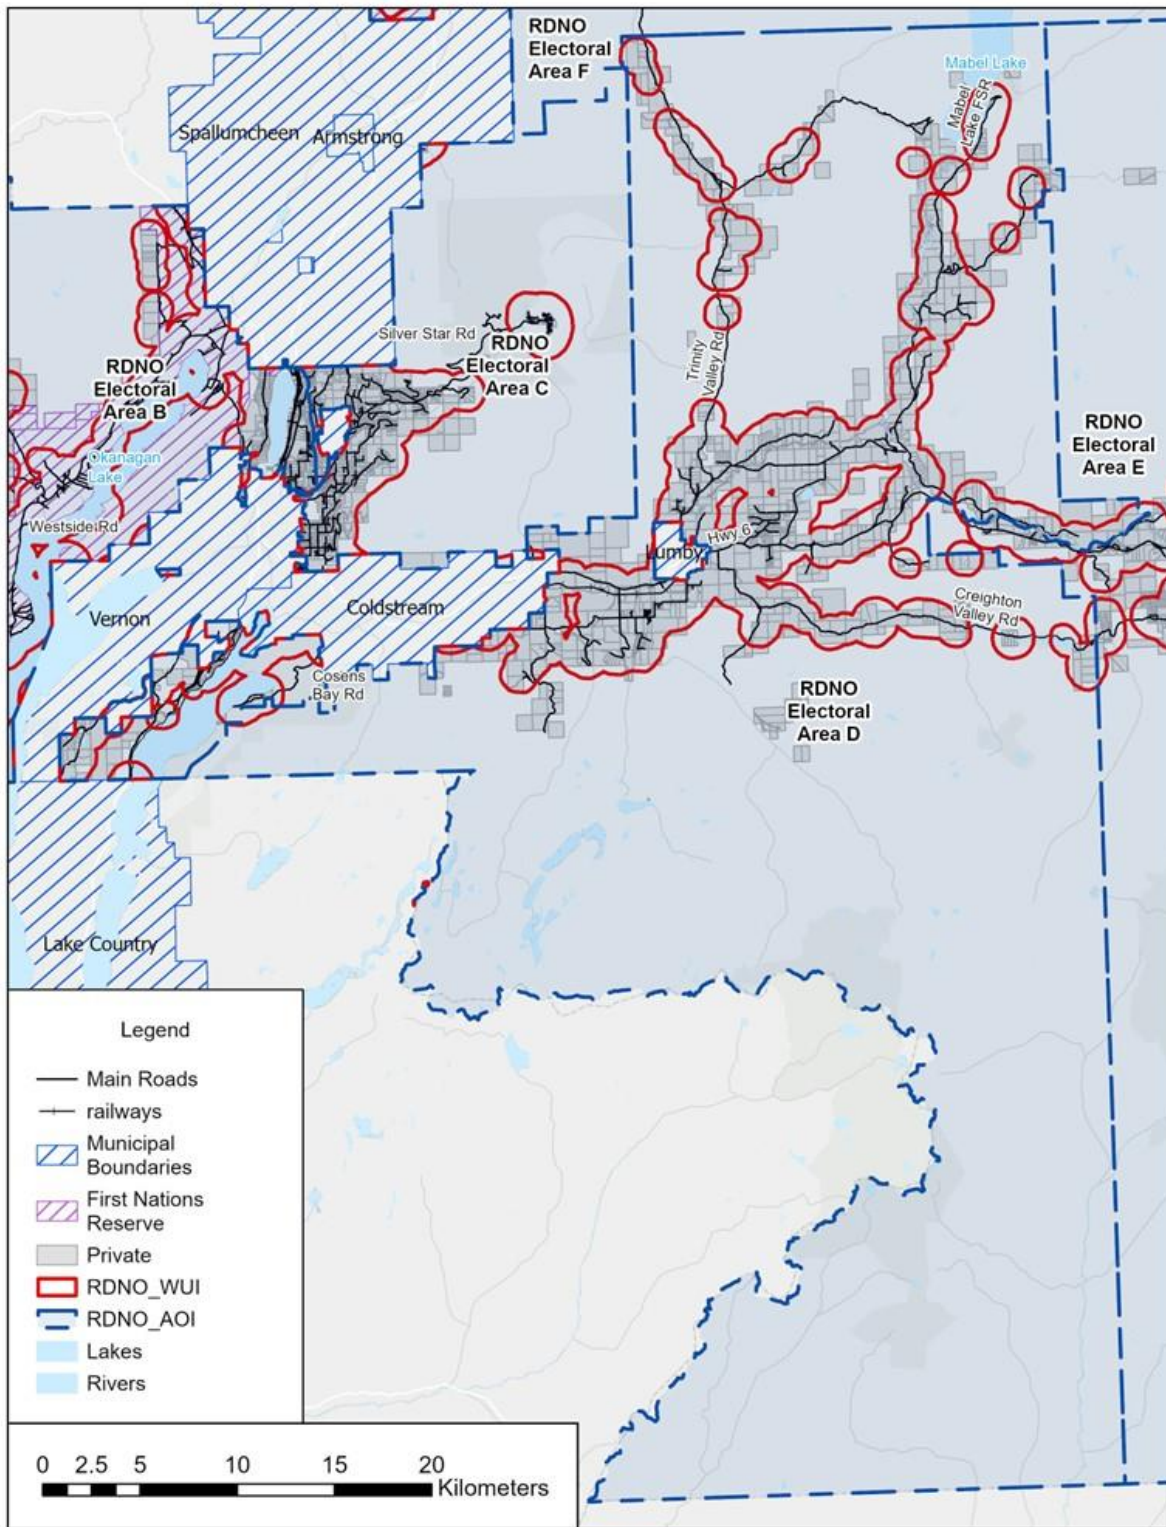 RDNO
Electoral
Area F
Mabel Lake
Mabel
Lake FSR
Spallumcheen
Armstrong
Silver Star Rd
RDNO
Electoral
Area C
RDNO
Electoral
Area B
Trinity
Valley Rd
Okanagan
Lake
RDNO
Electoral
Area E
Westside Rd
Hwy 6
Lumby
Vernon
Coldstream
Creighton
Valley Rd
Cosens
Bay Rd
RDNO
Electoral
Area D
Lake Country
Legend
Main Roads
railways
Municipal
Boundaries
First Nations
Reserve
Private
RDNO_WUI
RDNO_AOI
Lakes
Rivers
0 2.5 5 10 15 20
Kilometers